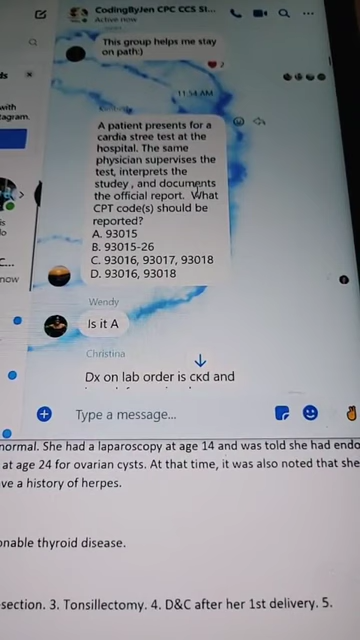 CodingByJen CPC CCS St...
Active now
This group helps me stay
on path:)
ds
with
tagram.
11:54 AM
A patient presents for a
cardia stree test at the
hospital. The same
physician supervises the
test, interprets the
studey , and documents
the official report. What
CPT code(s) should be
reported?
A. 93015
B. 93015-26
C. 93016, 93017, 93018
D. 93016, 93018
now
Wendy
Is it A
Christina
Dx on lab order is ckd and
Type a message...
normal. She had a laparoscopy at age 14 and was told she had endo
at age 24 for ovarian cysts. At that time, it was also noted that she
ve a history of herpes.
onable thyroid disease.
-section. 3. Tonsillectomy. 4. D&C after her 1st delivery. 5.